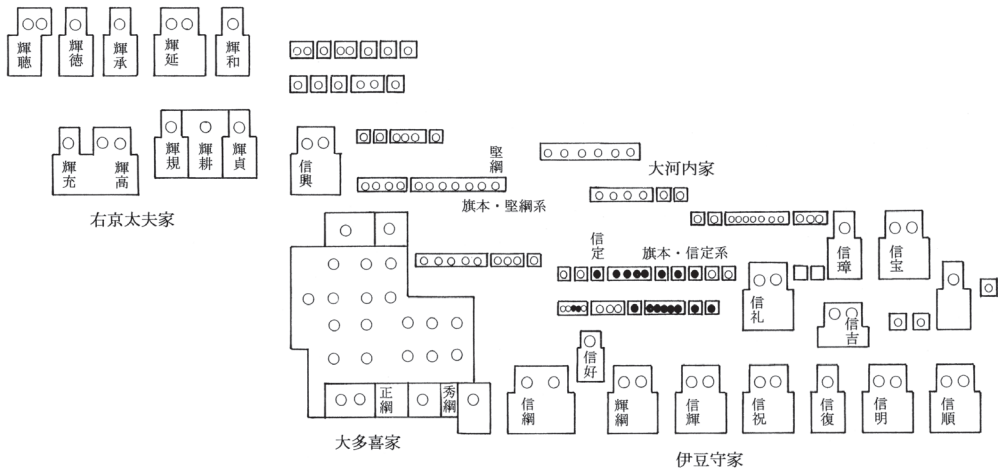 輝聴
輝徳
輝承
輝延
輝和
輝充
輝高
輝規
輝耕
輝貞
右京太夫家
信興
堅綱
旗本・堅綱系
大河内家
信定
旗本・信定系
信礼
信璋
信宝
信吉
信好
正綱
秀綱
大多喜家
信綱
輝綱
信輝
信祝
信復
信明
信順
伊豆守家